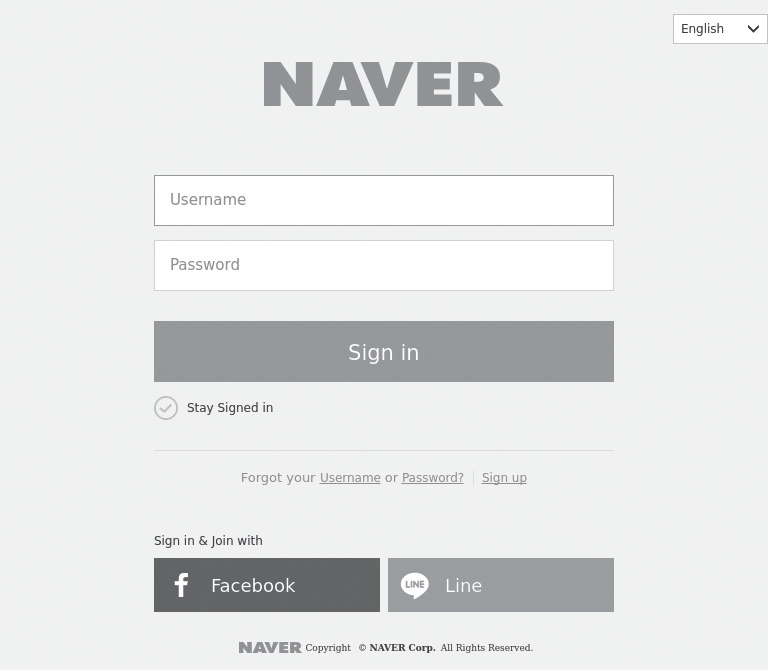 English
NAVER
Username
Password
Sign in
Stay Signed in
Forgot your Username or Password? Sign up
Sign in & Join with
Facebook
LINE Line
NAVER Copyright © NAVER Corp. All Rights Reserved.